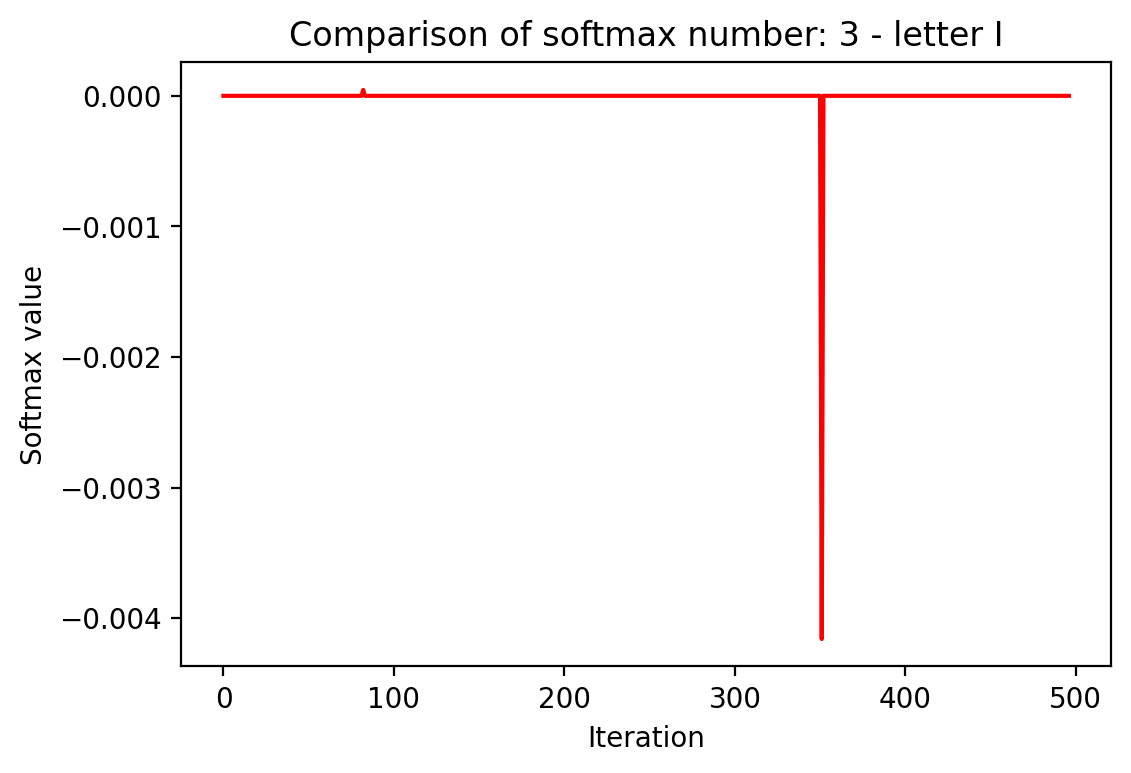 Comparison of softmax number: 3 - letter I
0.000
−0.001
−0.002
−0.003
−0.004
Softmax value
0 100 200 300 400 500
Iteration